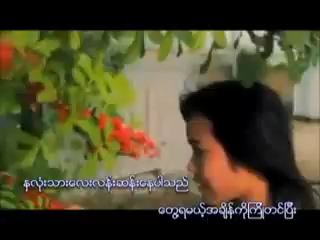 နှလုံးသားလေးလန်းဆန်းနေပါသည်
တွေ့ရမယ့်အချိန်ကိုကြိုတင်ပြီး